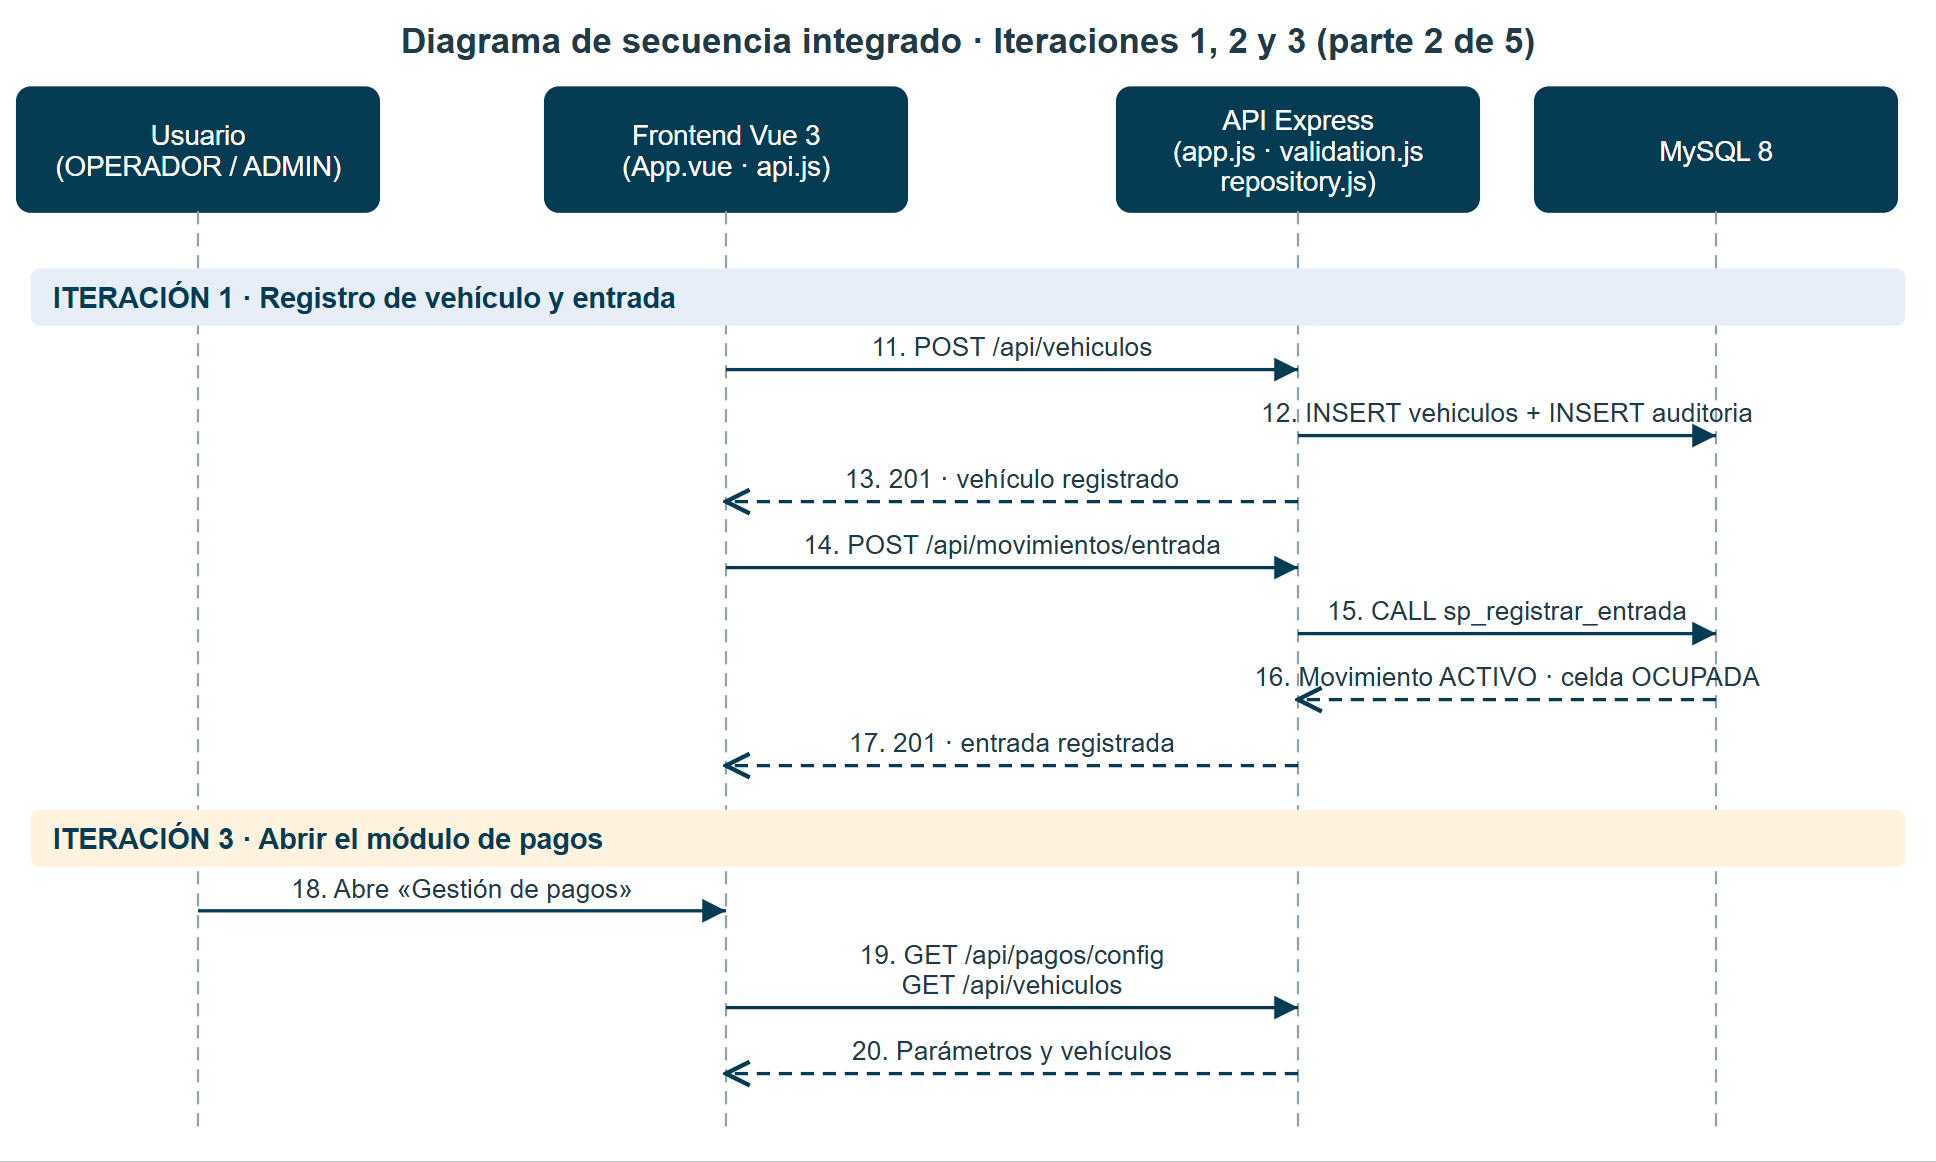 Diagrama de secuencia integrado · Iteraciones 1, 2 y 3 (parte 2 de 5)
Usuario
(OPERADOR / ADMIN)
Frontend Vue 3
(App.vue · api.js)
API Express
(app.js · validation.js
repository.js)
MySQL 8
ITERACIÓN 1 · Registro de vehículo y entrada
11. POST /api/vehiculos
12. INSERT vehiculos + INSERT auditoria
13. 201 · vehículo registrado
14. POST /api/movimientos/entrada
15. CALL sp_registrar_entrada
16. Movimiento ACTIVO · celda OCUPADA
17. 201 · entrada registrada
ITERACIÓN 3 · Abrir el módulo de pagos
18. Abre «Gestión de pagos»
19. GET /api/pagos/config
GET /api/vehiculos
20. Parámetros y vehículos